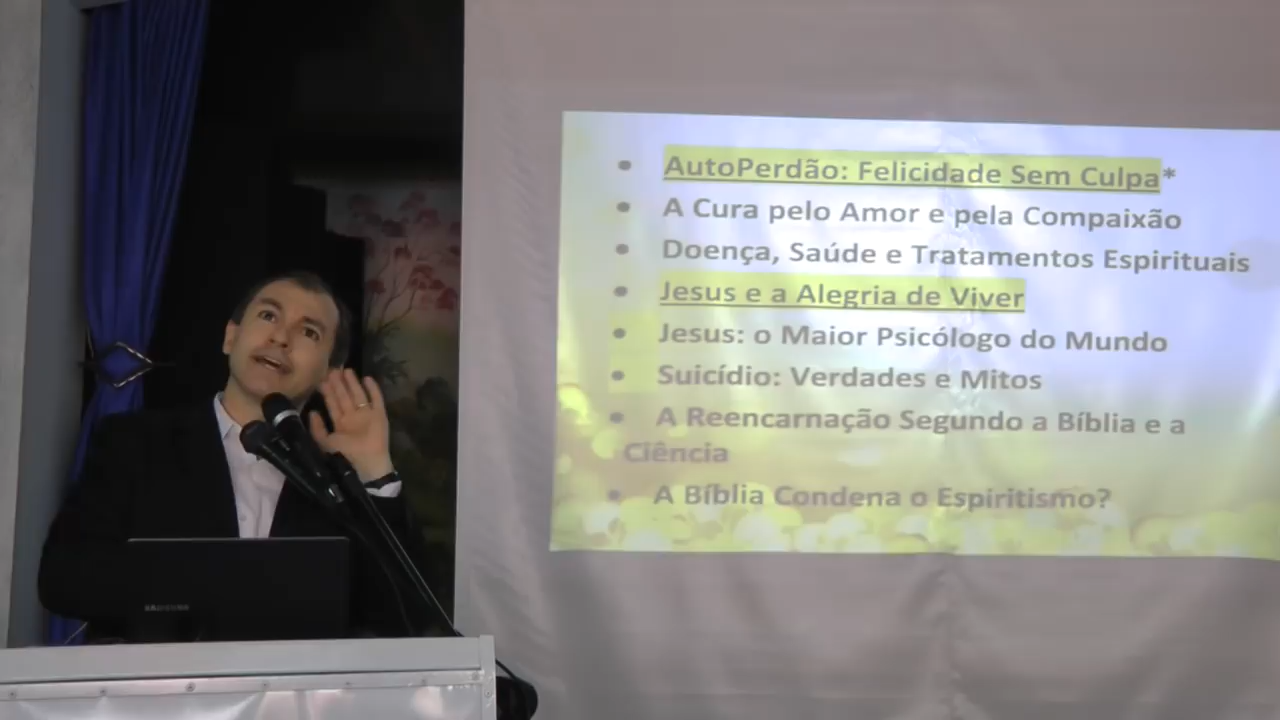 • AutoPerdão: Felicidade Sem Culpa*
• A Cura pelo Amor e pela Compaixão
• Doença, Saúde e Tratamentos Espirituais
• Jesus e a Alegria de Viver
• Jesus: o Maior Psicólogo do Mundo
• Suicídio: Verdades e Mitos
• A Reencarnação Segundo a Bíblia e a
Ciência
• A Bíblia Condena o Espiritismo?
SAMSUNG